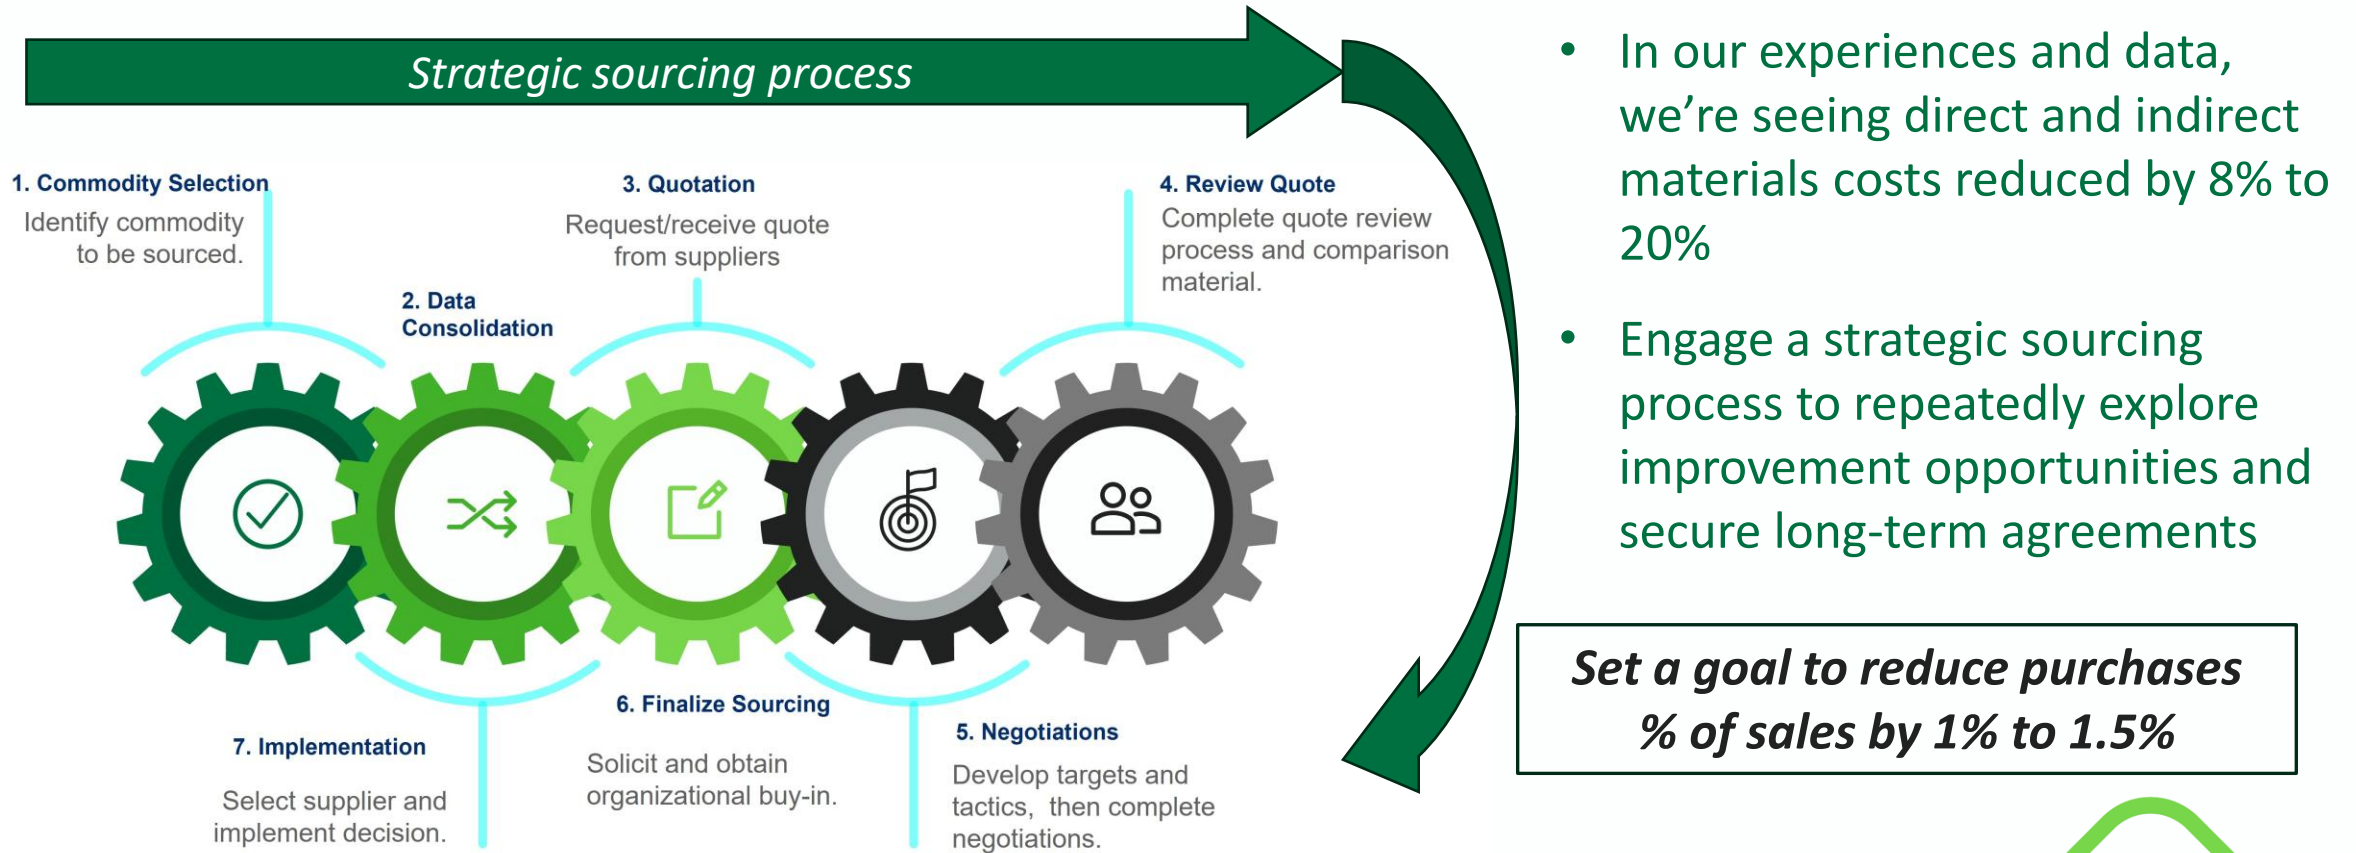 Strategic sourcing process
1. Commodity Selection
Identify commodity
to be sourced.
2. Data
Consolidation
3. Quotation
Request/receive quote
from suppliers
4. Review Quote
Complete quote review
process and comparison
material.
5. Negotiations
Develop targets and
tactics, then complete
negotiations.
6. Finalize Sourcing
Solicit and obtain
organizational buy-in.
7. Implementation
Select supplier and
implement decision.
• In our experiences and data,
we’re seeing direct and indirect
materials costs reduced by 8% to
20%
• Engage a strategic sourcing
process to repeatedly explore
improvement opportunities and
secure long-term agreements
Set a goal to reduce purchases
% of sales by 1% to 1.5%